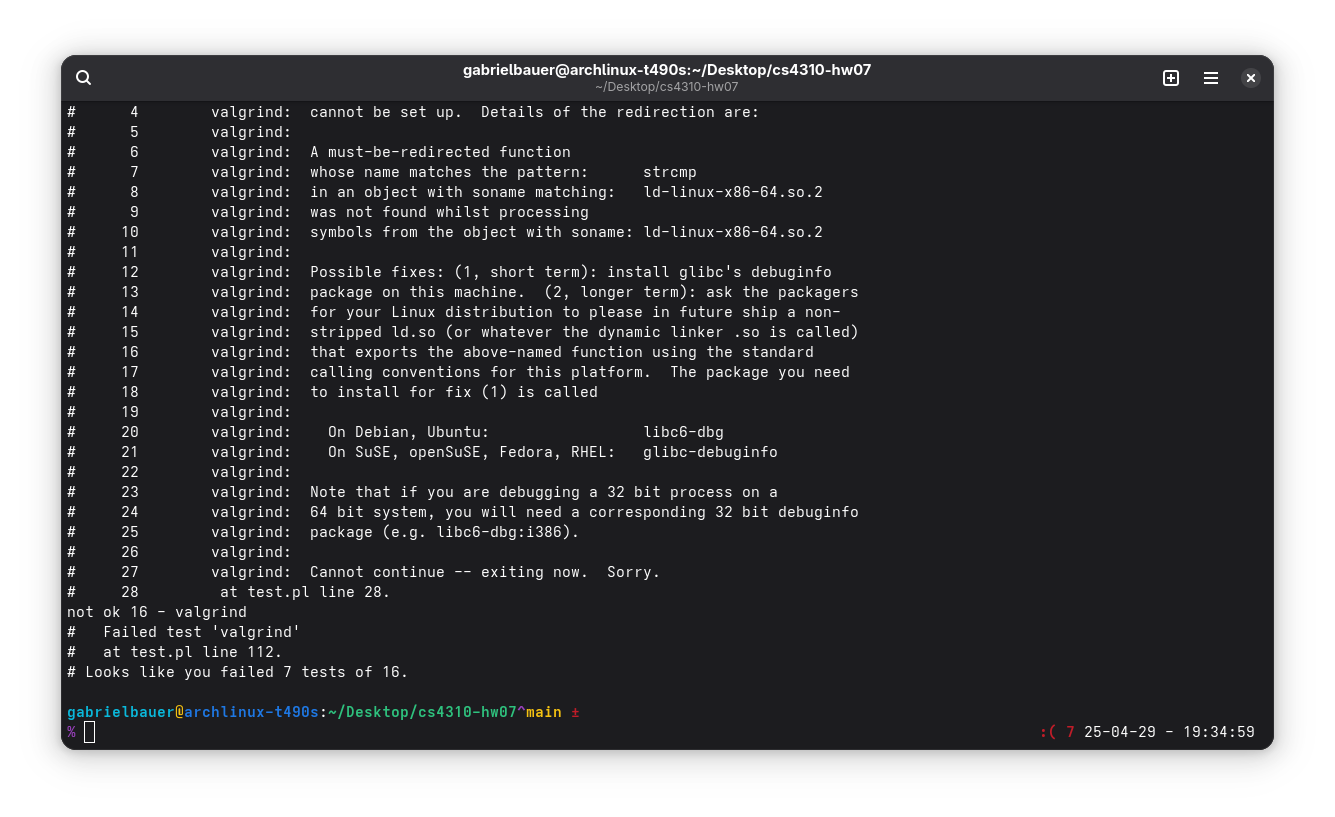 gabrielbauer@archlinux-t490s:~/Desktop/cs4310-hw07
~/Desktop/cs4310-hw07
#      4        valgrind:  cannot be set up.  Details of the redirection are:
#      5        valgrind:
#      6        valgrind:  A must-be-redirected function
#      7        valgrind:  whose name matches the pattern:      strcmp
#      8        valgrind:  in an object with soname matching:   ld-linux-x86-64.so.2
#      9        valgrind:  was not found whilst processing
#     10        valgrind:  symbols from the object with soname: ld-linux-x86-64.so.2
#     11        valgrind:
#     12        valgrind:  Possible fixes: (1, short term): install glibc's debuginfo
#     13        valgrind:  package on this machine.  (2, longer term): ask the packagers
#     14        valgrind:  for your Linux distribution to please in future ship a non-
#     15        valgrind:  stripped ld.so (or whatever the dynamic linker .so is called)
#     16        valgrind:  that exports the above-named function using the standard
#     17        valgrind:  calling conventions for this platform.  The package you need
#     18        valgrind:  to install for fix (1) is called
#     19        valgrind:
#     20        valgrind:    On Debian, Ubuntu:                 libc6-dbg
#     21        valgrind:    On SuSE, openSuSE, Fedora, RHEL:   glibc-debuginfo
#     22        valgrind:
#     23        valgrind:  Note that if you are debugging a 32 bit process on a
#     24        valgrind:  64 bit system, you will need a corresponding 32 bit debuginfo
#     25        valgrind:  package (e.g. libc6-dbg:i386).
#     26        valgrind:
#     27        valgrind:  Cannot continue -- exiting now.  Sorry.
#     28         at test.pl line 28.
not ok 16 - valgrind
#   Failed test 'valgrind'
#   at test.pl line 112.
# Looks like you failed 7 tests of 16.
gabrielbauer@archlinux-t490s:~/Desktop/cs4310-hw07^main ±
% :( 7 25-04-29 - 19:34:59